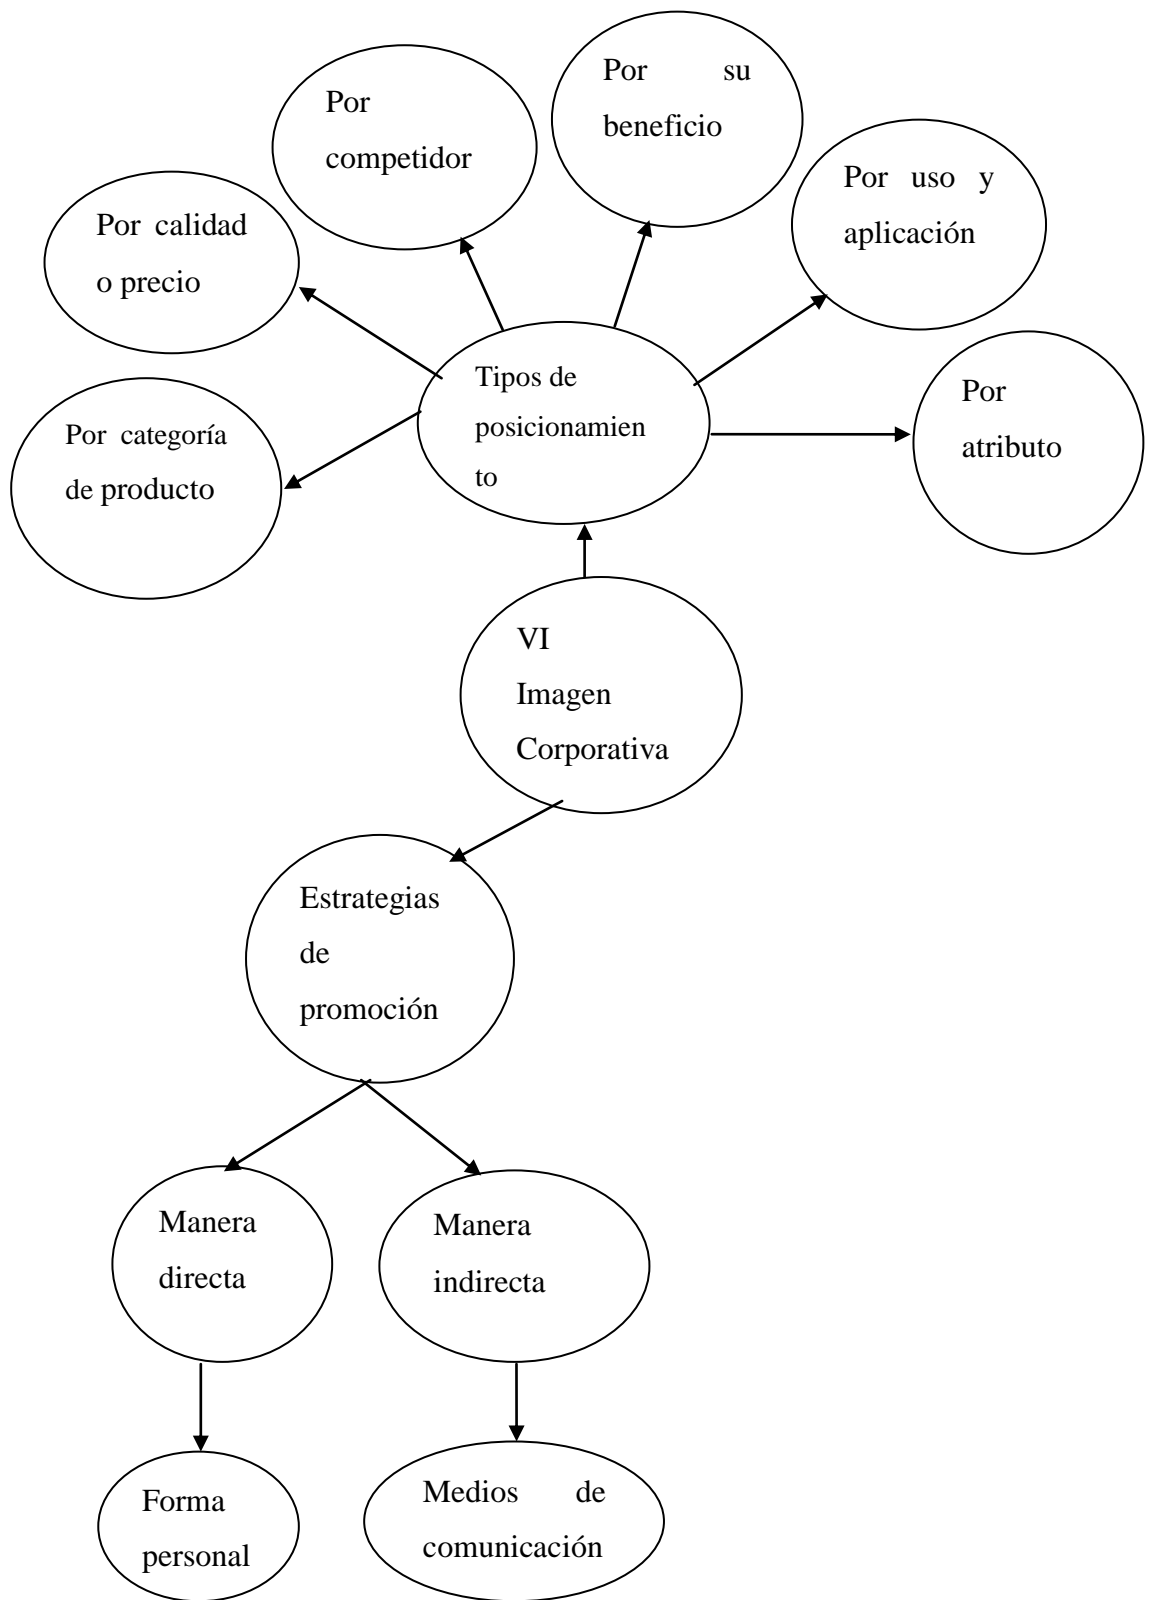 Por su
beneficio
Por
competidor
Por uso y
aplicación
Por calidad
o precio
Tipos de
posicionamien
to
Por
atributo
Por categoría
de producto
VI
Imagen
Corporativa
Estrategias
de
promoción
Manera
directa
Manera
indirecta
Forma
personal
Medios de
comunicación